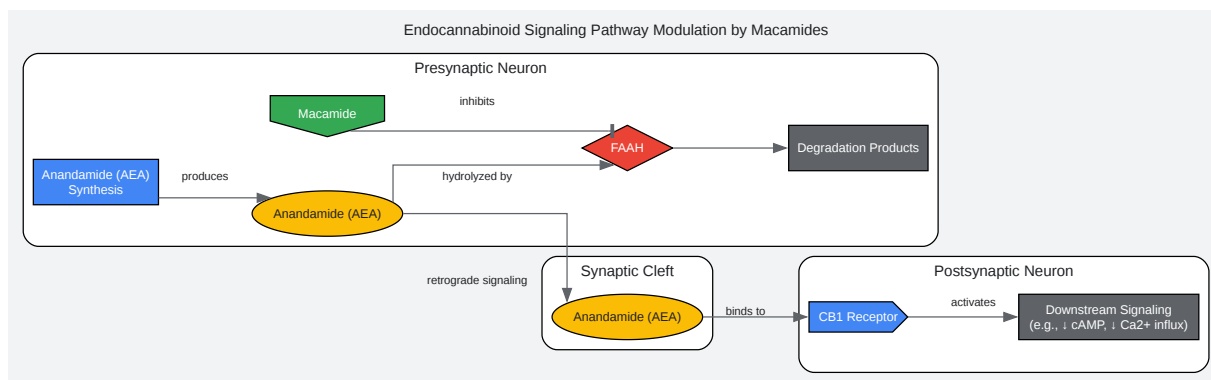 Endocannabinoid Signaling Pathway Modulation by Macamides
Presynaptic Neuron
inhibits
Macamide
FAAH
Degradation Products
Anandamide (AEA)
Synthesis
produces
hydrolyzed by
Anandamide (AEA)
retrograde signaling
Synaptic Cleft
Anandamide (AEA)
binds to
Postsynaptic Neuron
CB1 Receptor
activates
Downstream Signaling
(e.g., ↓ cAMP, ↓ Ca2+ influx)